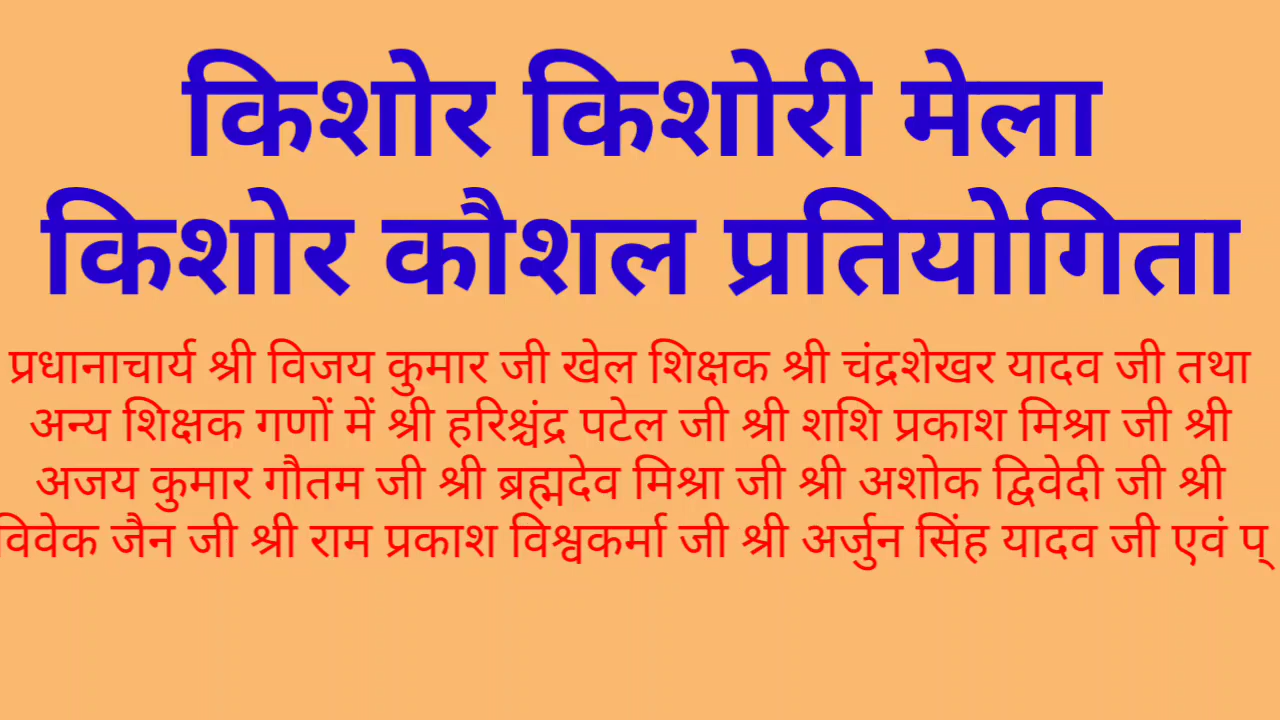 किशोर किशोरी मेला
किशोर कौशल प्रतियोगिता
प्रधानाचार्य श्री विजय कुमार जी खेल शिक्षक श्री चंद्रशेखर यादव जी तथा
अन्य शिक्षक गणों में श्री हरिश्चंद्र पटेल जी श्री शशि प्रकाश मिश्रा जी श्री
अजय कुमार गौतम जी श्री ब्रह्मदेव मिश्रा जी श्री अशोक द्विवेदी जी श्री
विवेक जैन जी श्री राम प्रकाश विश्वकर्मा जी श्री अर्जुन सिंह यादव जी एवं प्